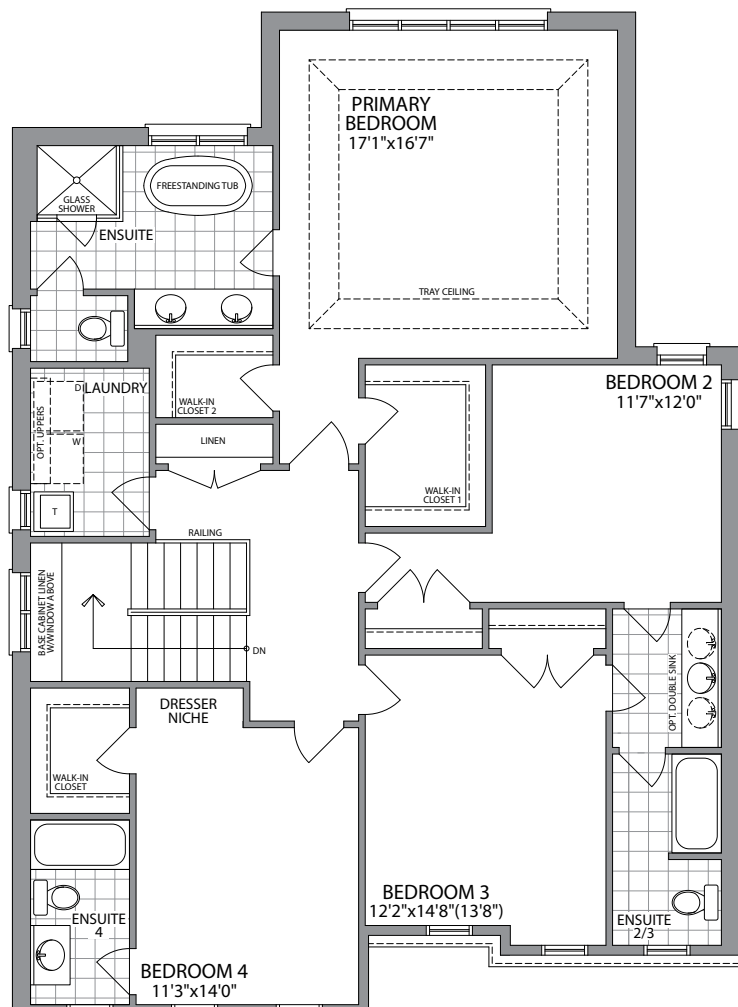 PRIMARY
BEDROOM
17'1"x16'7"
GLASS
SHOWER
FREESTANDING TUB
ENSUITE
TRAY CEILING
WALK-IN
CLOSET 2
D
LAUNDRY
OPT. UPPERS
W
T
LINEN
WALK-IN
CLOSET 1
BEDROOM 2
11'7"x12'0"
RAILING
BASE CABINET LINEN
W/WINDOW ABOVE
DN
DRESSER
NICHE
OPT. DOUBLE SINK
WALK-IN
CLOSET
ENSUITE
4
BEDROOM 4
11'3"x14'0"
BEDROOM 3
12'2"x14'8"(13'8")
ENSUITE
2/3